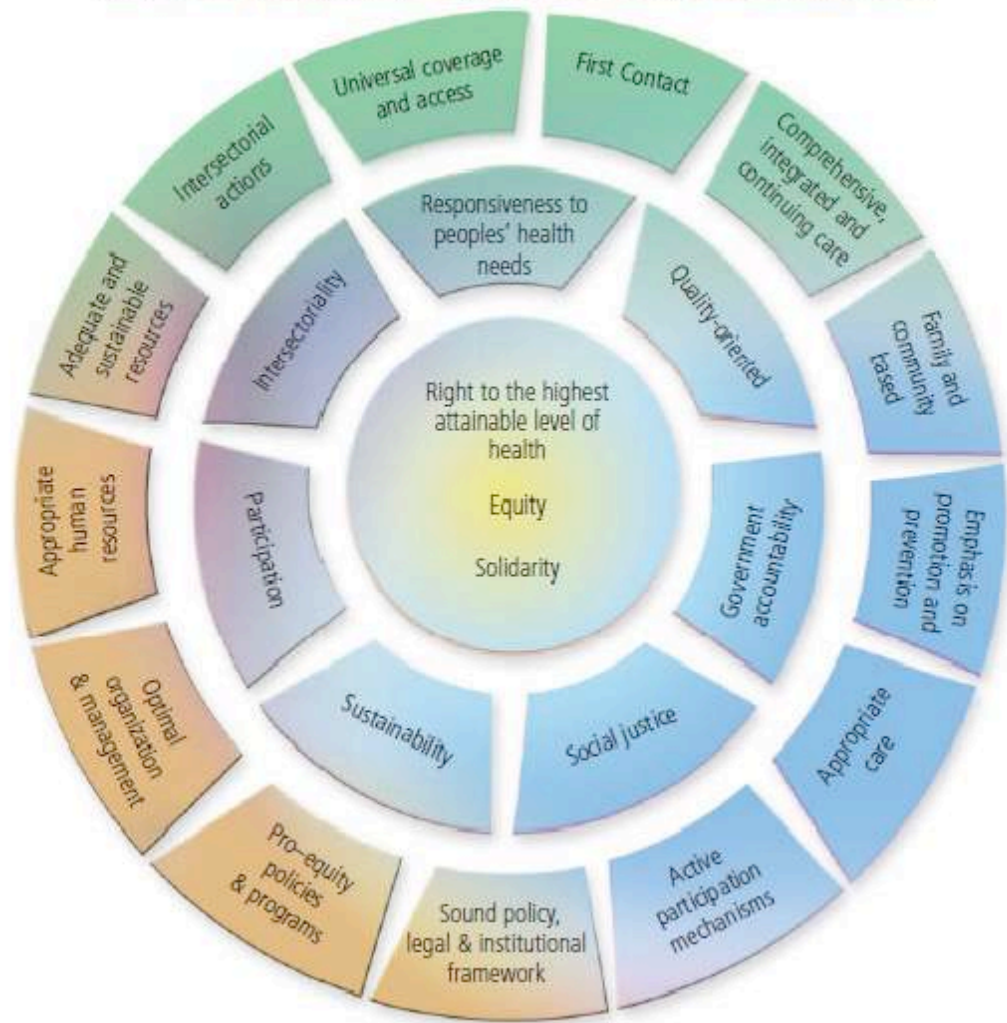 Universal coverage
and access
First Contact
Comprehensive,
integrated and
continuing care
Family and
community
based
Emphasis on
promotion and
prevention
Appropriate
care
Active
participation
mechanisms
Sound policy,
legal & institutional
framework
Pro–equity
policies
& programs
Optimal
organization
& management
Appropriate
human
resources
Adequate and
sustainable
resources
Intersectorial
actions
Responsiveness to
peoples' health
needs
Quality-oriented
Government
accountability
Social justice
Sustainability
Participation
Intersectoriality
Right to the highest
attainable level of
health
Equity
Solidarity